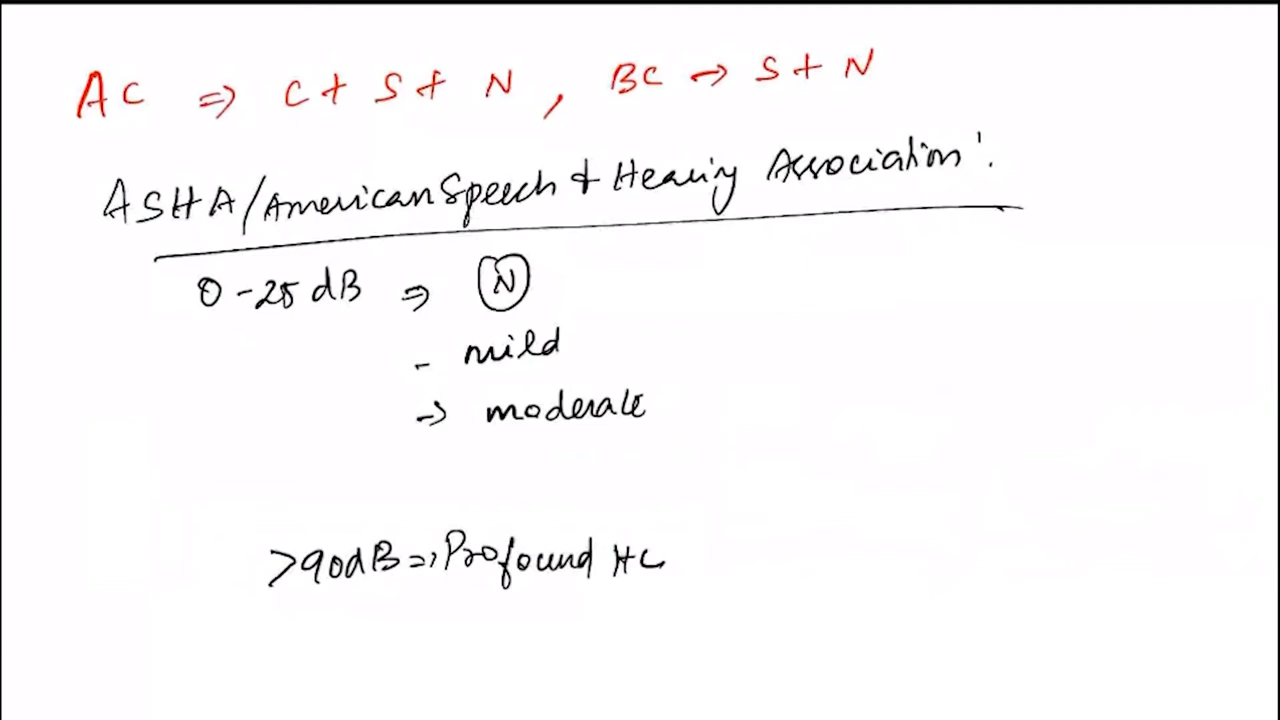 AC ⇒ C + S + N , BC → S + N
ASHA/American Speech + Hearing Association'.
0-25 dB ⇒ N
- mild
→ moderate
>90dB ⇒ Profound HL